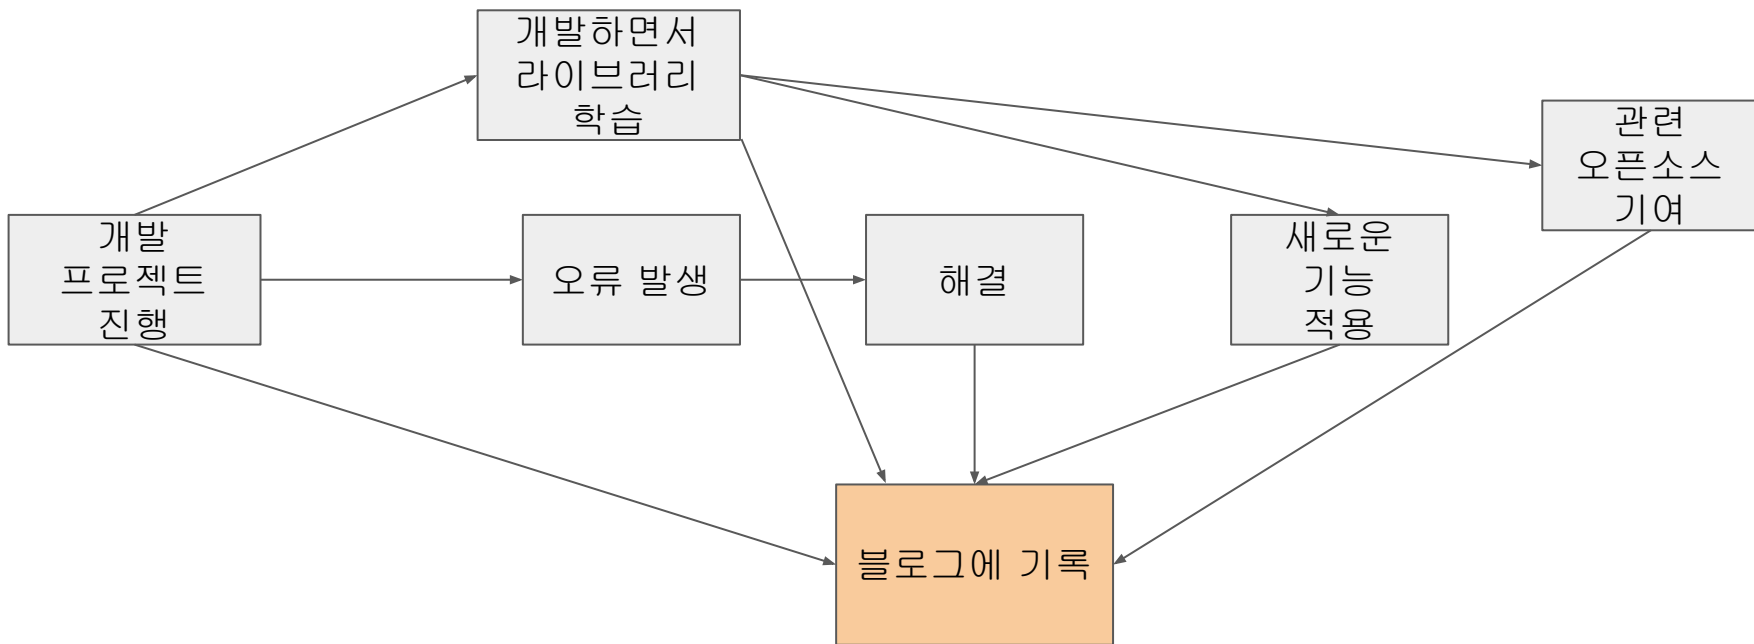 개발하면서
라이브러리
학습
관련
오픈소스
기여
개발
프로젝트
진행
오류 발생
해결
새로운
기능
적용
블로그에 기록